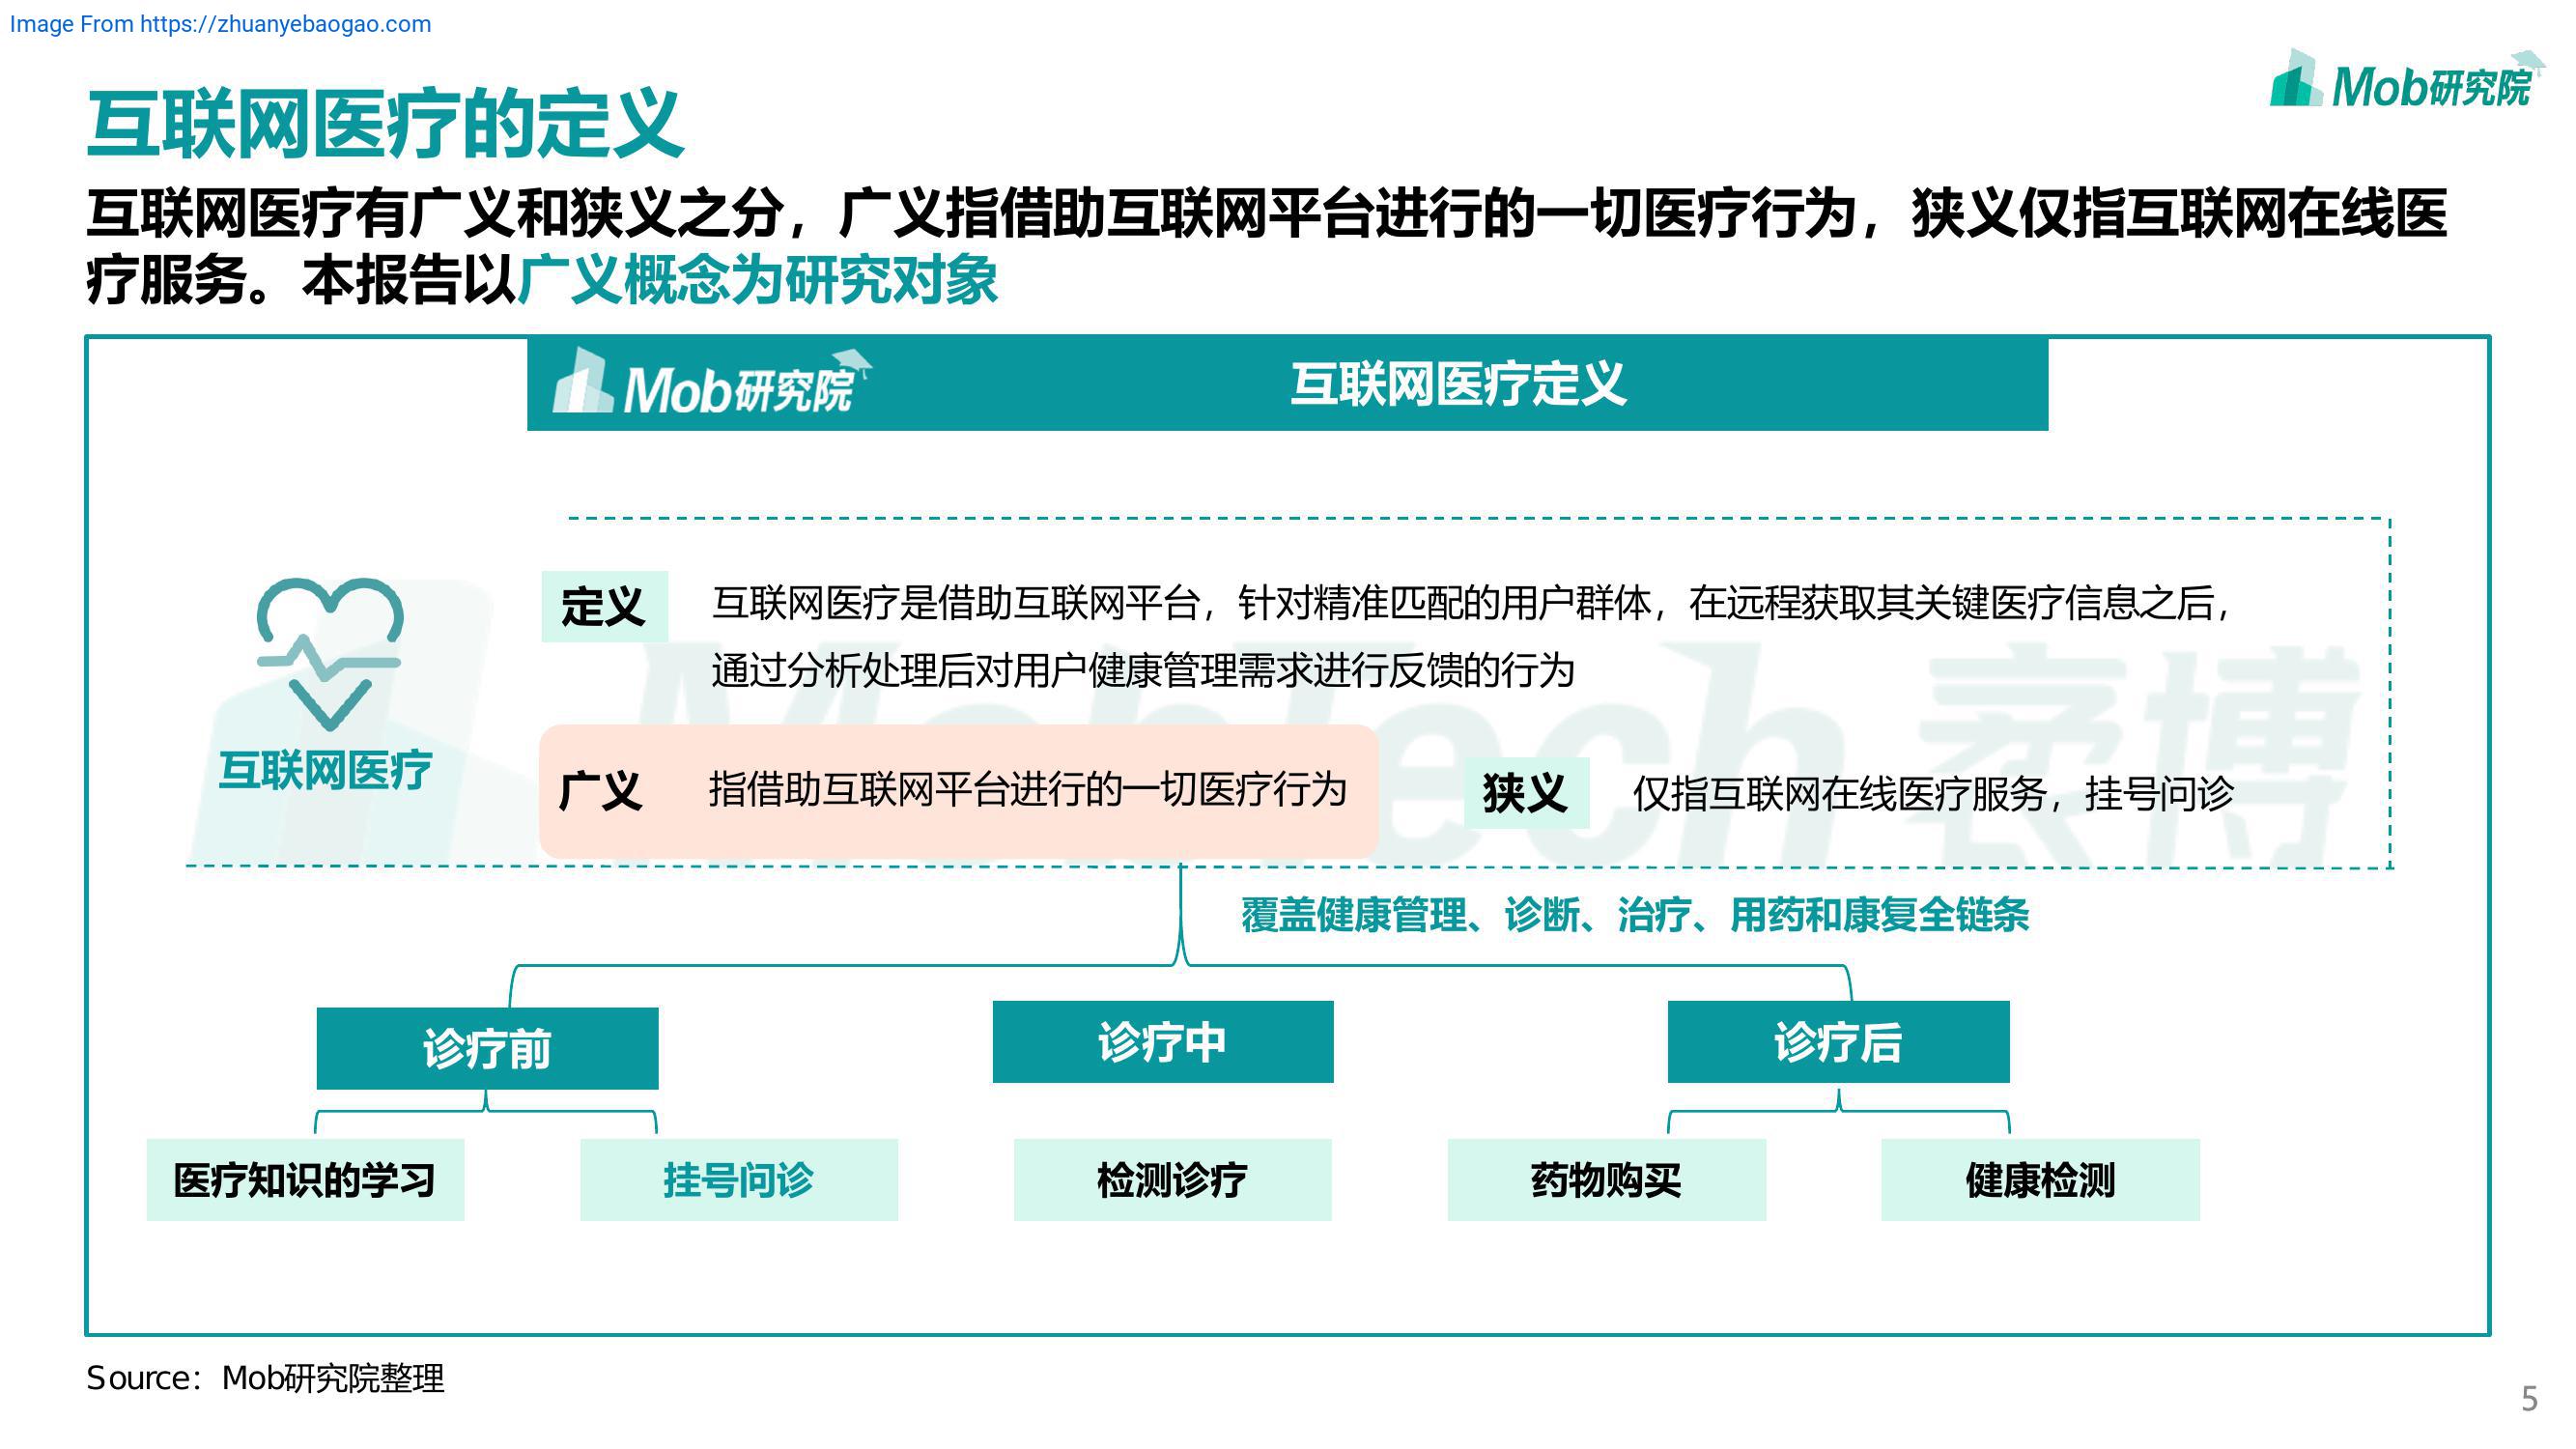 Image From https://zhuanyebaogao.com
Mob研究院
互联网医疗的定义
互联网医疗有广义和狭义之分，广义指借助互联网平台进行的一切医疗行为，狭义仅指互联网在线医
疗服务。本报告以广义概念为研究对象
Mob研究院
互联网医疗定义
定义
互联网医疗是借助互联网平台，针对精准匹配的用户群体，在远程获取其关键医疗信息之后，
通过分析处理后对用户健康管理需求进行反馈的行为
互联网医疗
广义
指借助互联网平台进行的一切医疗行为
狭义
仅指互联网在线医疗服务，挂号问诊
MobTech 袤博
覆盖健康管理、诊断、治疗、用药和康复全链条
诊疗前
诊疗中
诊疗后
医疗知识的学习
挂号问诊
检测诊疗
药物购买
健康检测
Source：Mob研究院整理
5